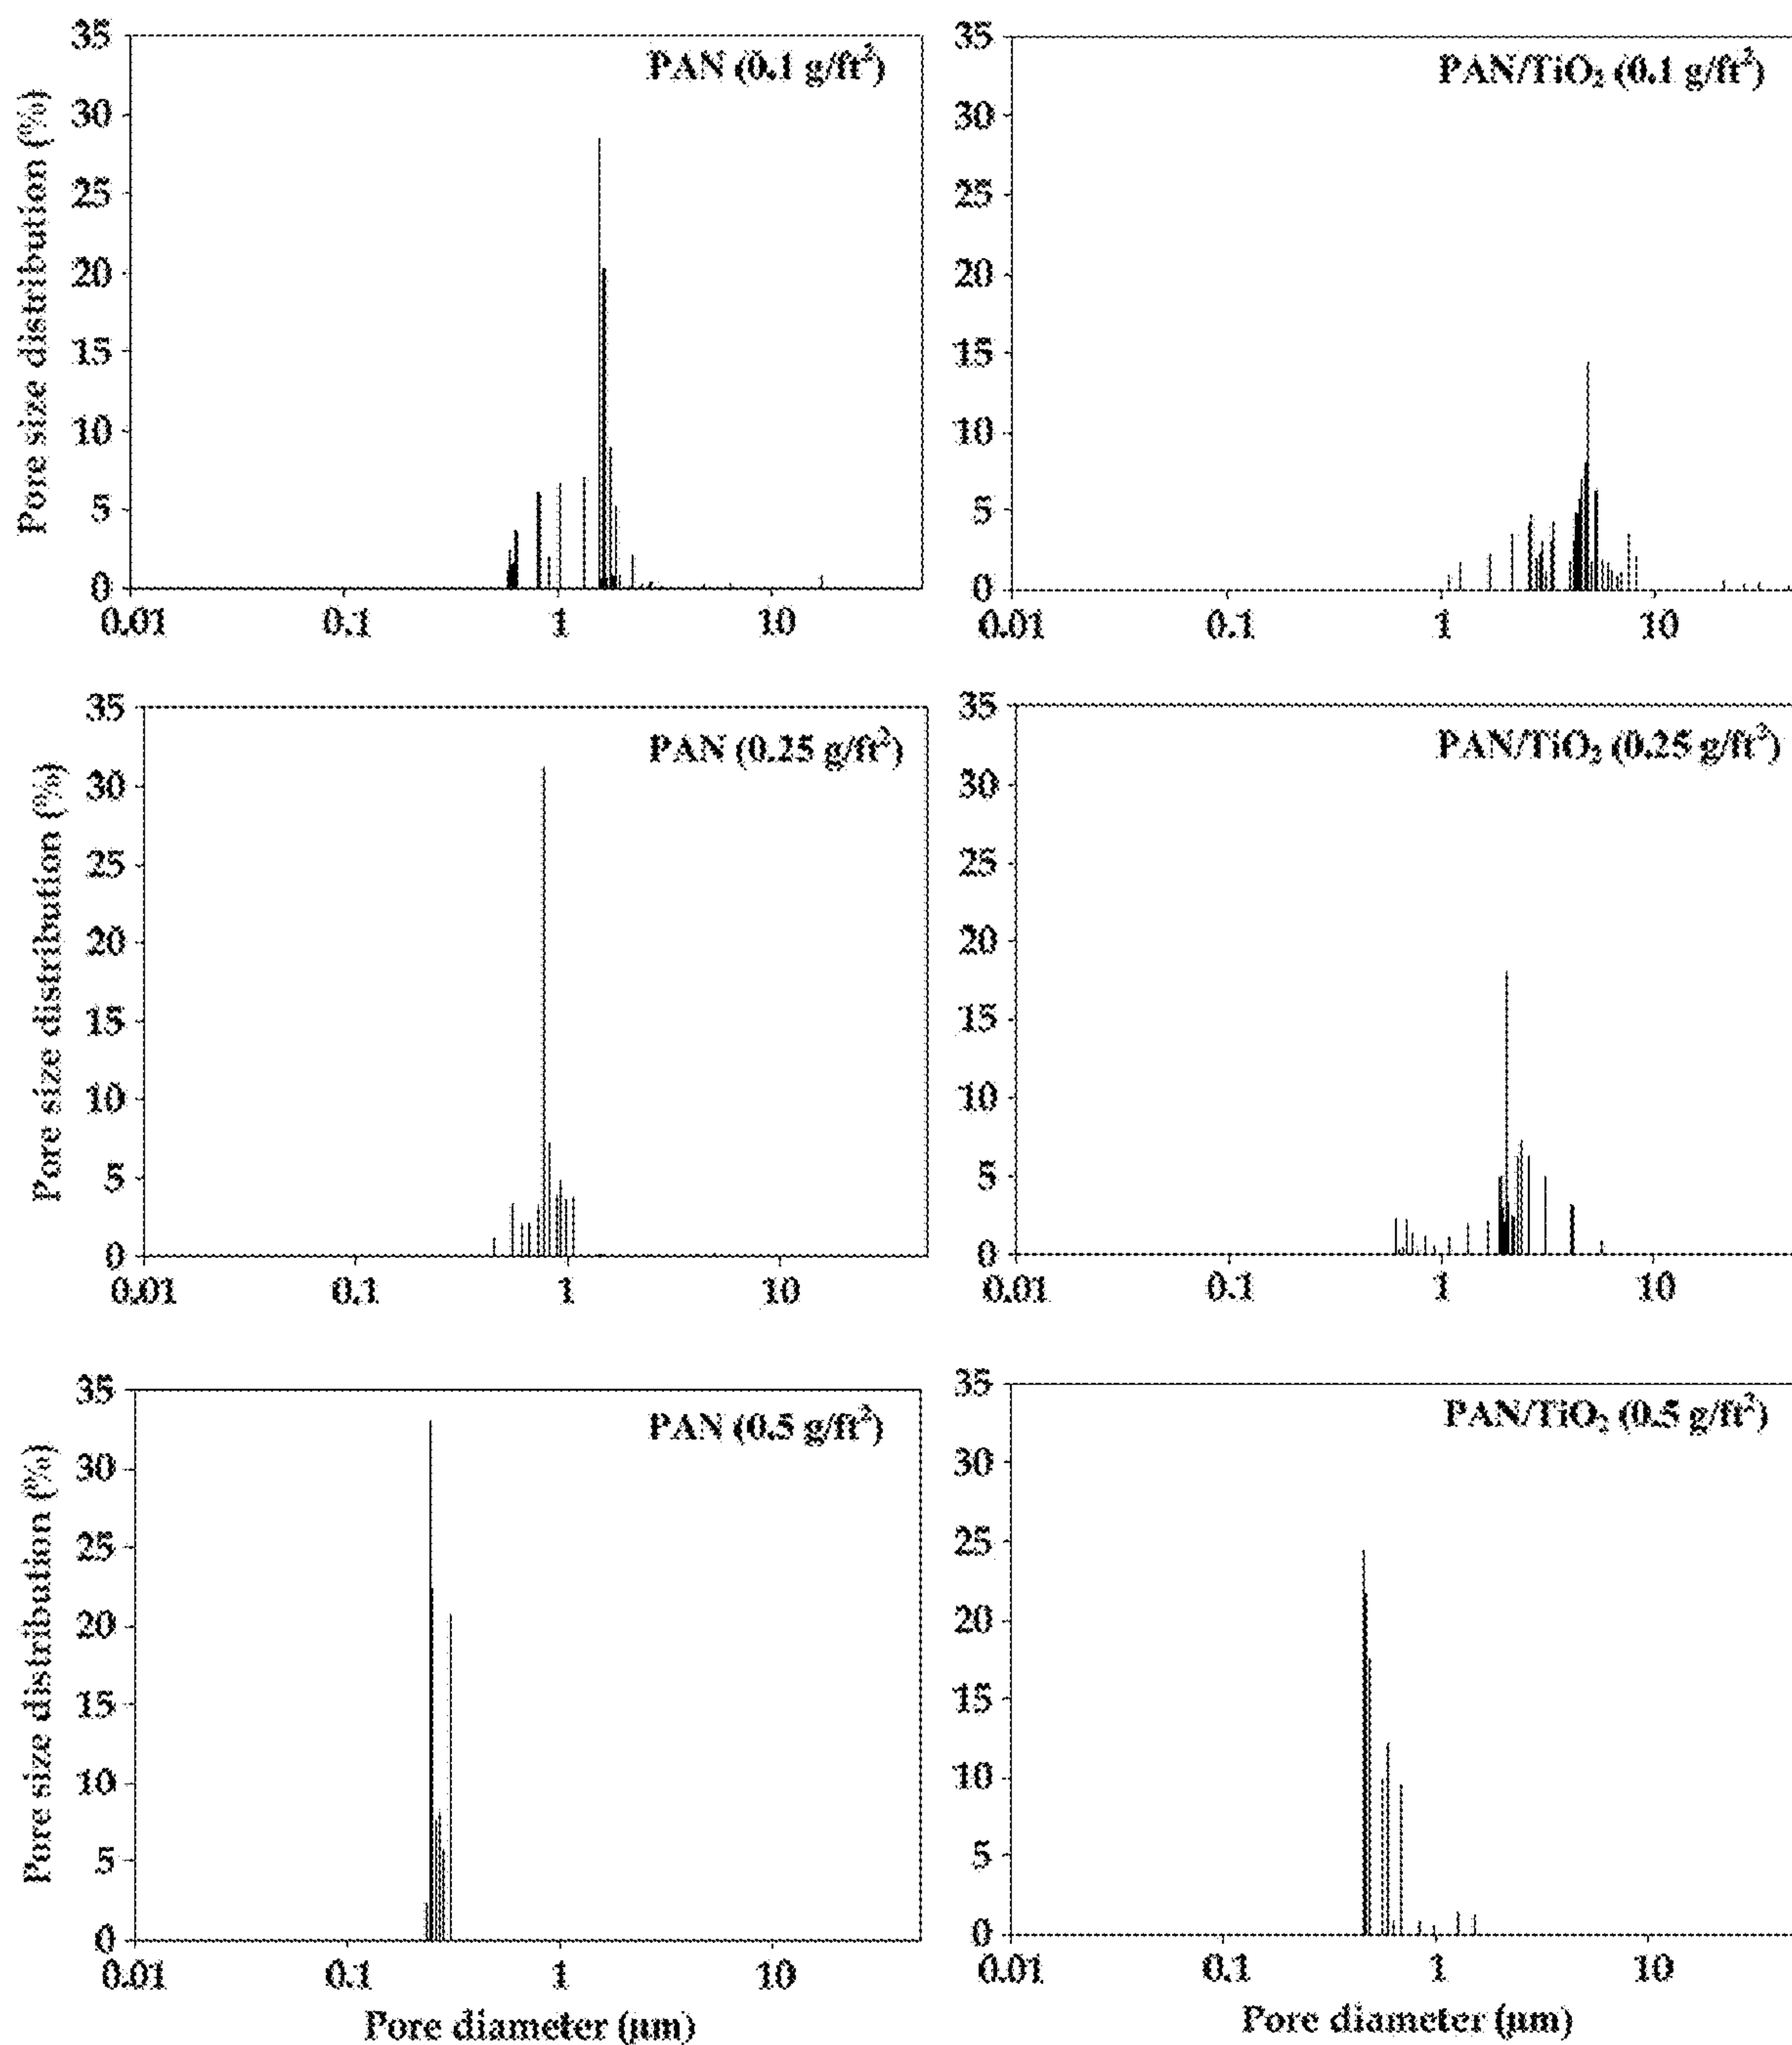 PAN (0.1 g/ft²)
Pore size distribution (%)
35
30
25
20
15
10
5
0
0.01 0.1 1 10
PAN/TiO₂ (0.1 g/ft²)
35
30
25
20
15
10
5
0
0.01 0.1 1 10
PAN (0.25 g/ft²)
Pore size distribution (%)
35
30
25
20
15
10
5
0
0.01 0.1 1 10
PAN/TiO₂ (0.25 g/ft²)
35
30
25
20
15
10
5
0
0.01 0.1 1 10
PAN (0.5 g/ft²)
Pore size distribution (%)
35
30
25
20
15
10
5
0
0.01 0.1 1 10
Pore diameter (µm)
PAN/TiO₂ (0.5 g/ft²)
35
30
25
20
15
10
5
0
0.01 0.1 1 10
Pore diameter (µm)